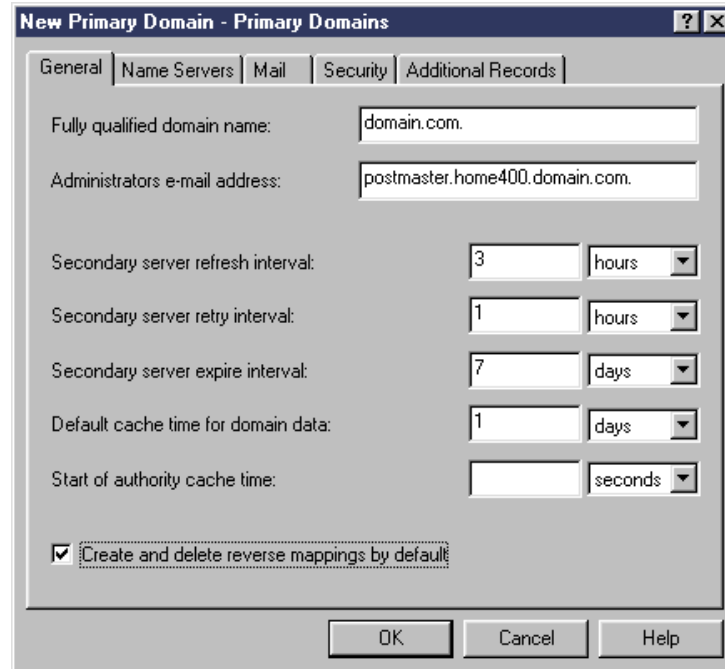 New Primary Domain - Primary Domains
General Name Servers Mail Security Additional Records
Fully qualified domain name: domain.com.
Administrators e-mail address: postmaster.home400.domain.com.
Secondary server refresh interval: 3 hours
Secondary server retry interval: 1 hours
Secondary server expire interval: 7 days
Default cache time for domain data: 1 days
Start of authority cache time: seconds
Create and delete reverse mappings by default
OK Cancel Help